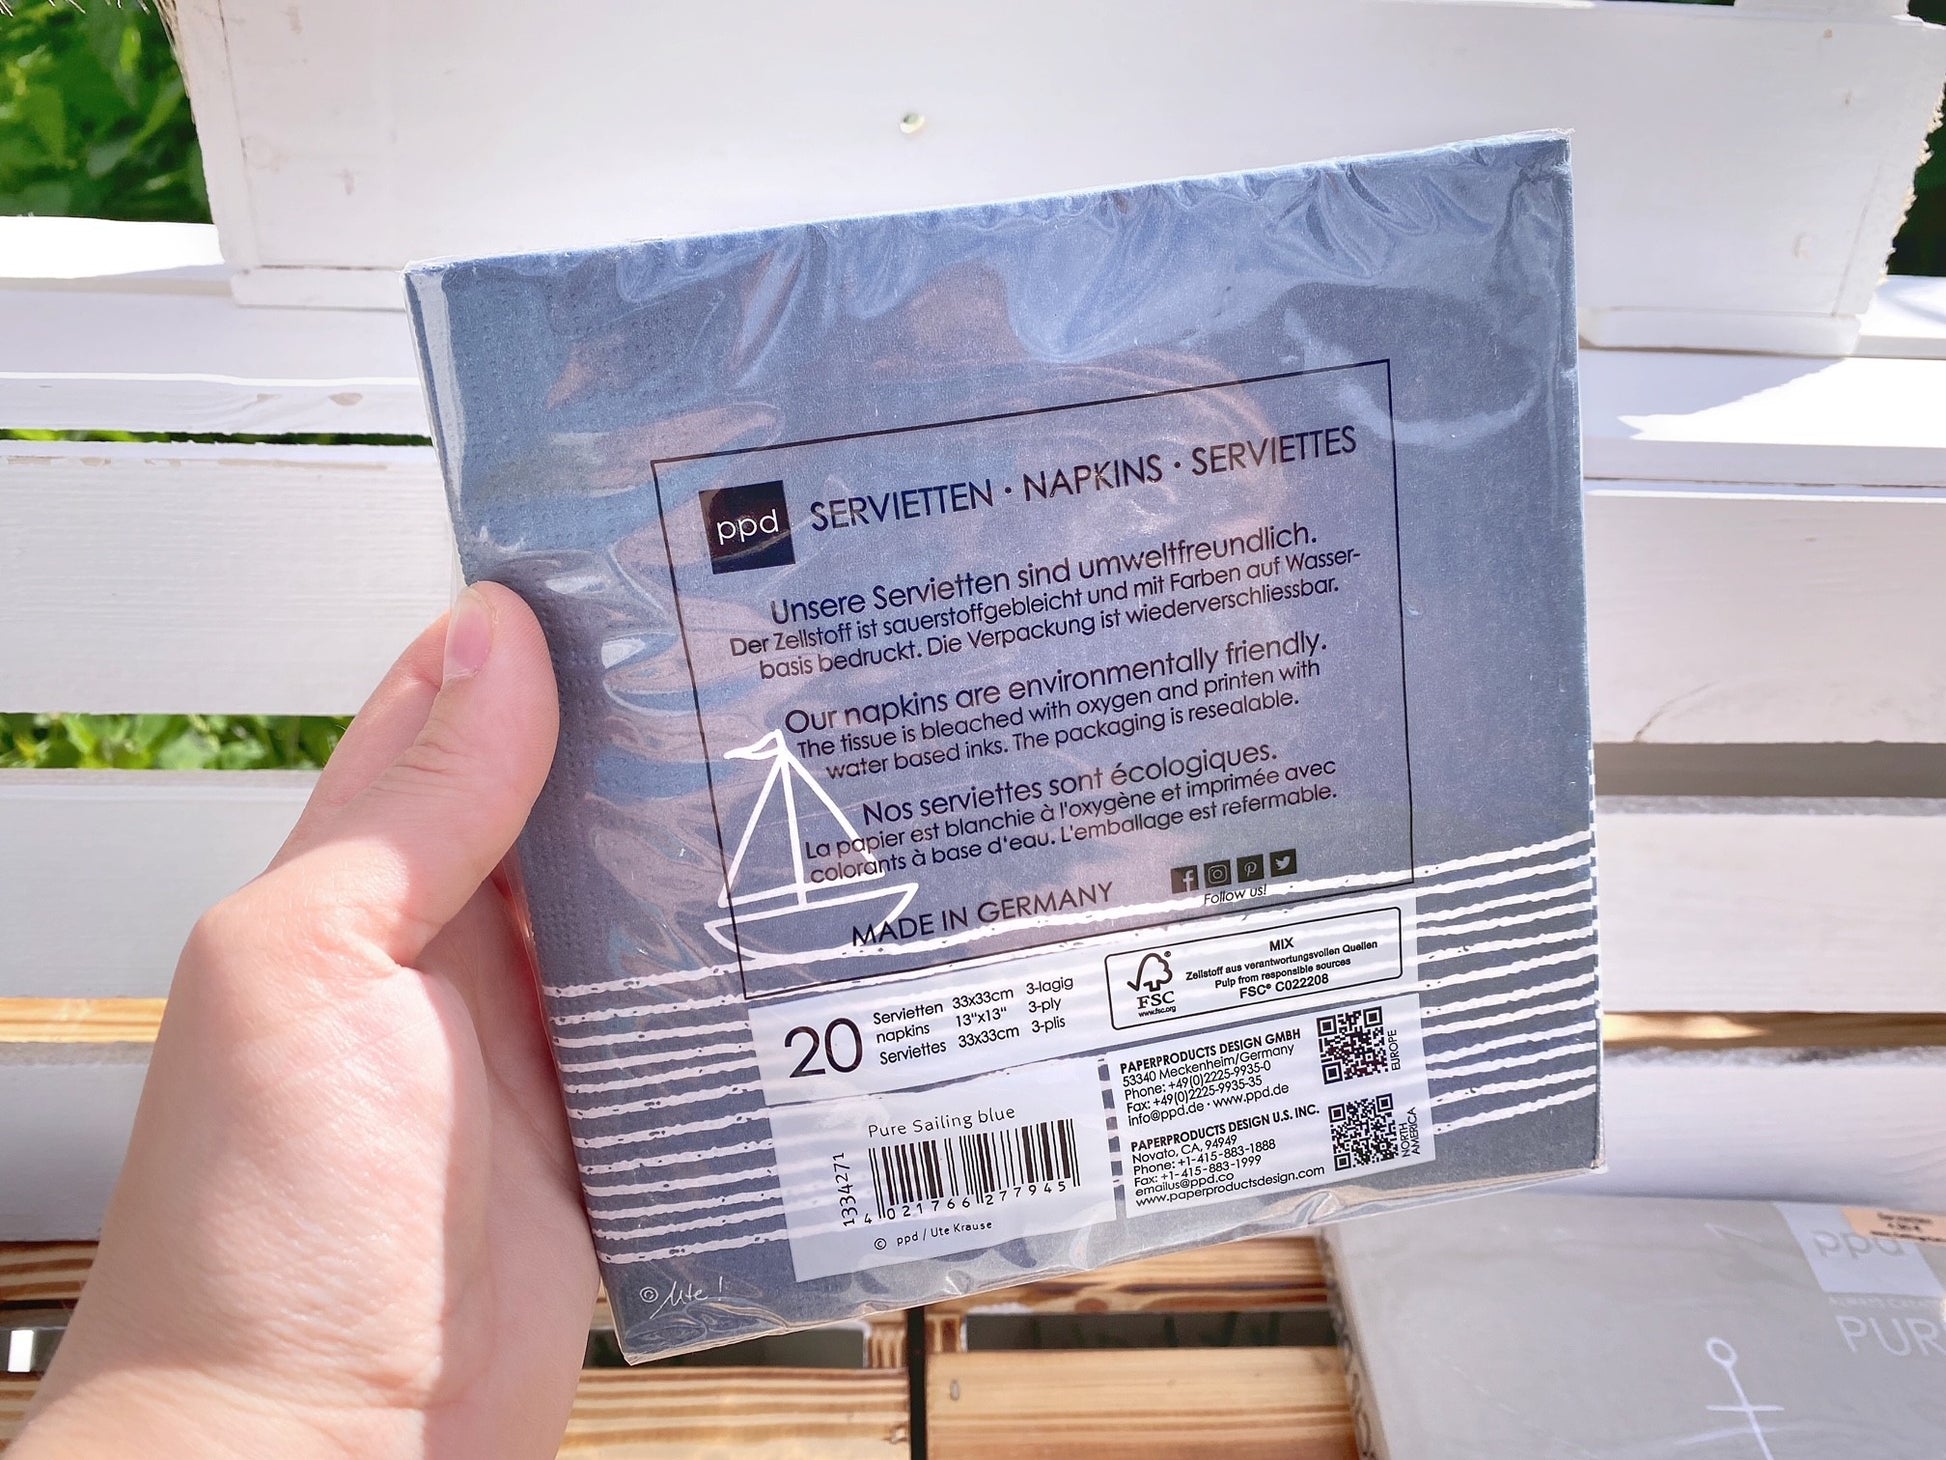 ppd
SERVIETTEN · NAPKINS · SERVIETTES
Unsere Servietten sind umweltfreundlich.
Der Zellstoff ist sauerstoffgebleicht und mit Farben auf Wasser-
basis bedruckt. Die Verpackung ist wiederverschliessbar.
Our napkins are environmentally friendly.
The tissue is bleached with oxygen and printen with
water based inks. The packaging is resealable.
Nos serviettes sont écologiques.
La papier est blanchie à l'oxygène et imprimée avec
colorants à base d'eau. L'emballage est refermable.
MADE IN GERMANY
Follow us!
20
Servietten 33x33cm 3-lagig
napkins 13"x13" 3-ply
Serviettes 33x33cm 3-plis
FSC®
www.fsc.org
MIX
Zellstoff aus verantwortungsvollen Quellen
Pulp from responsible sources
FSC® C022208
Pure Sailing blue
1334271
4 021766 277945
© ppd / Ute Krause
PAPERPRODUCTS DESIGN GMBH
53340 Meckenheim/Germany
Phone: +49(0)2225-9935-0
Fax: +49(0)2225-9935-35
info@ppd.de · www.ppd.de
EUROPE
PAPERPRODUCTS DESIGN U.S. INC.
Novato, CA, 94949
Phone: +1-415-883-1888
Fax: +1-415-883-1999
emailus@ppd.co
www.paperproductsdesign.com
NORTH
AMERICA
© Ute!
ppd
PUR